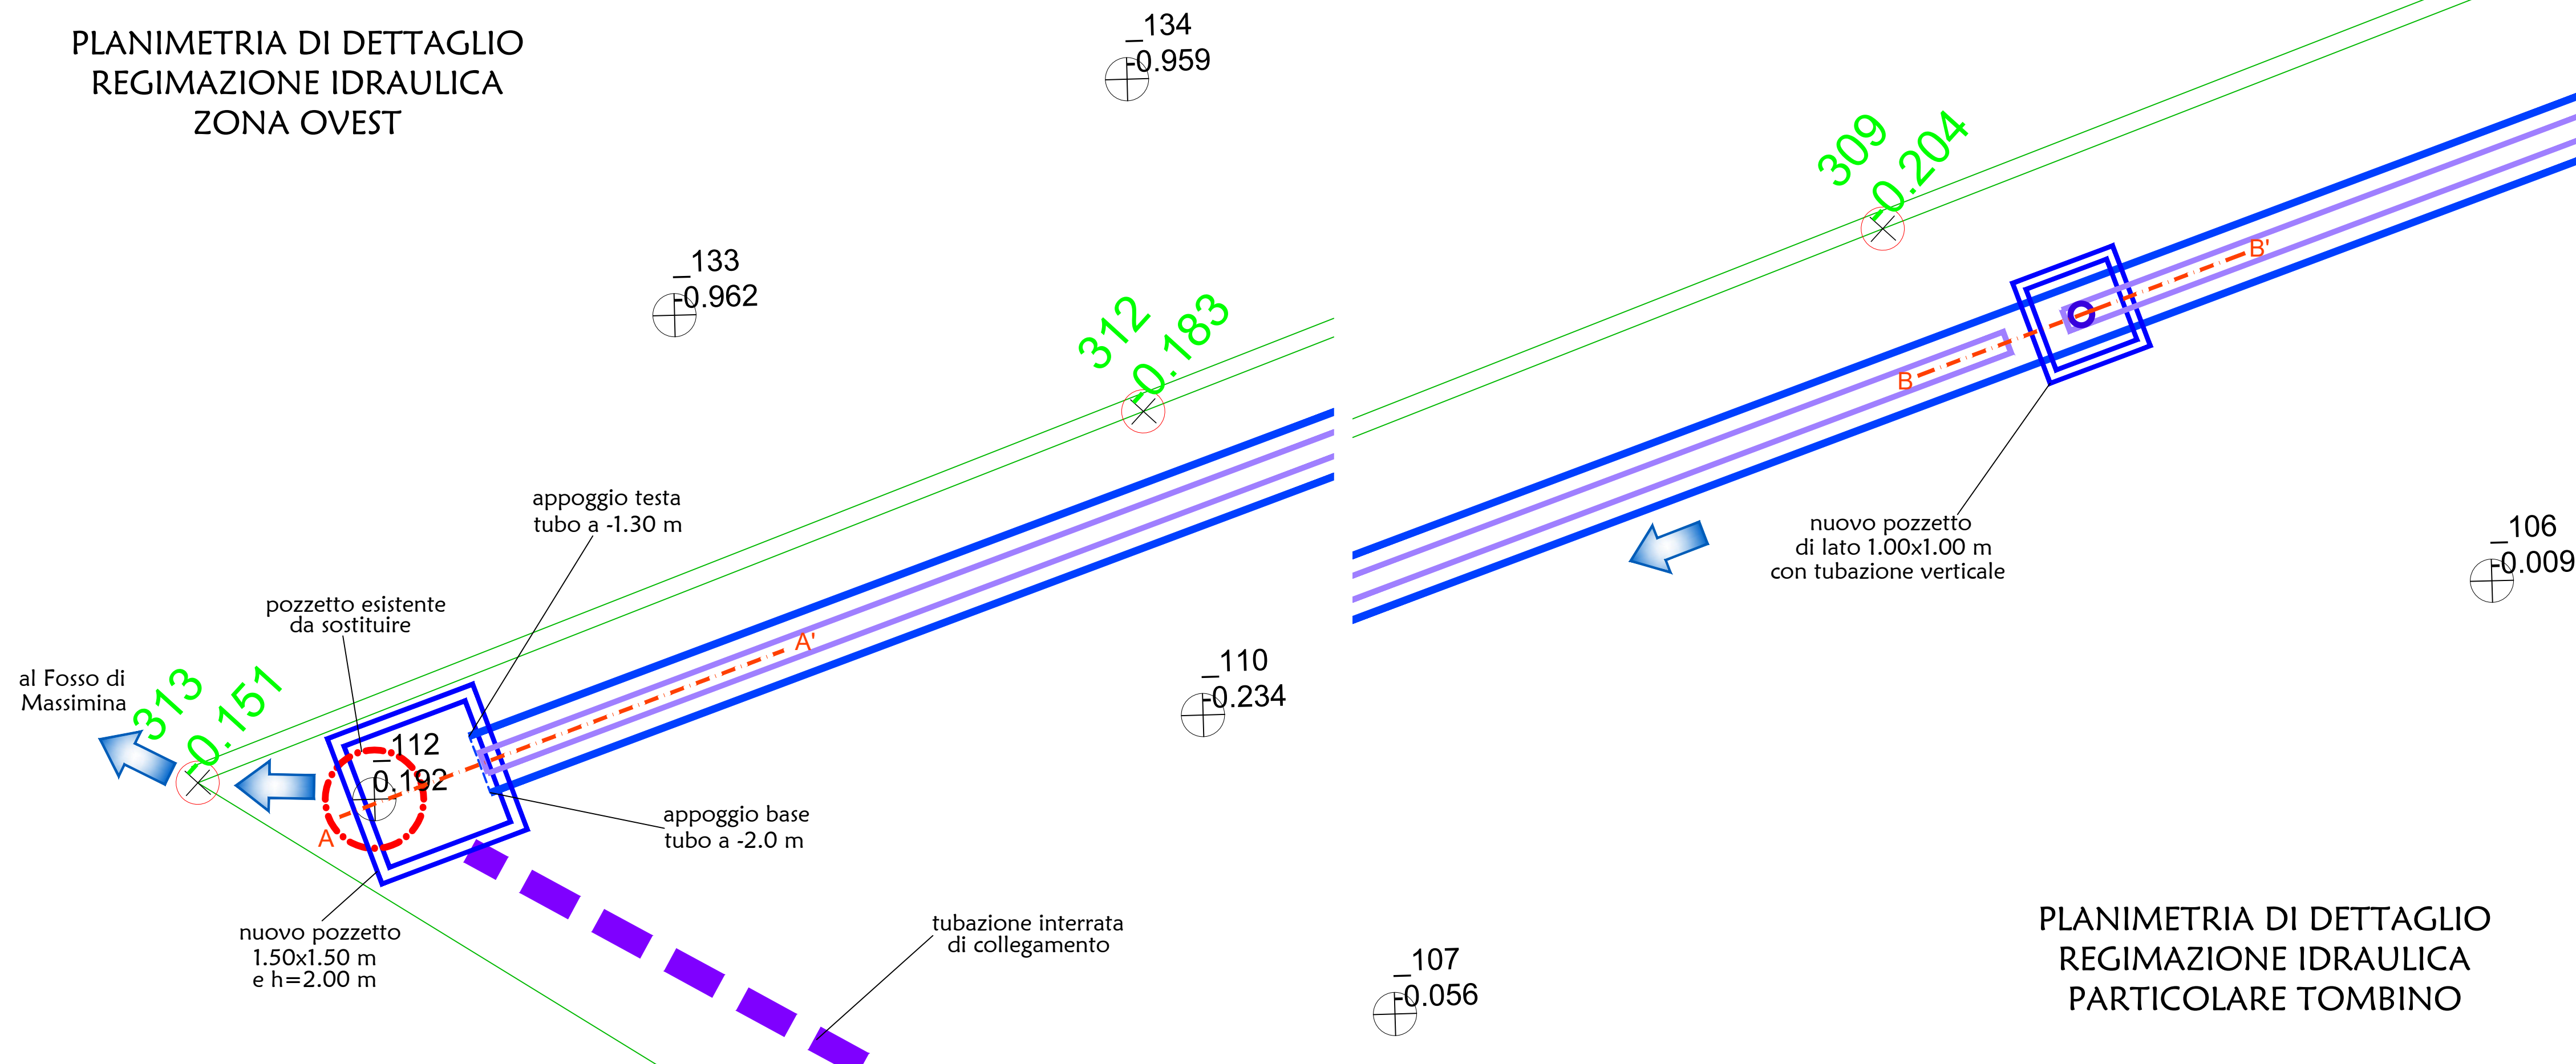 PLANIMETRIA DI DETTAGLIO
REGIMAZIONE IDRAULICA
ZONA OVEST
_134
-0.959
_133
-0.962
312
-0.183
appoggio testa
tubo a -1.30 m
pozzetto esistente
da sostituire
A'
al Fosso di
Massimina
313
-0.151
_112
0.192
A
_110
-0.234
appoggio base
tubo a -2.0 m
nuovo pozzetto
1.50x1.50 m
e h=2.00 m
tubazione interrata
di collegamento
309
-0.204
B'
B
nuovo pozzetto
di lato 1.00x1.00 m
con tubazione verticale
_106
-0.009
_107
-0.056
PLANIMETRIA DI DETTAGLIO
REGIMAZIONE IDRAULICA
PARTICOLARE TOMBINO